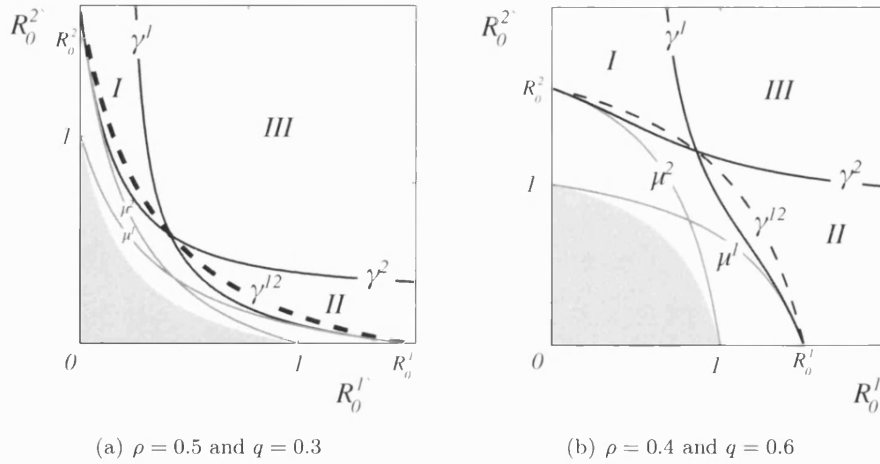 R_0^{2`} R_0^{2`}
γ^1 γ^1
R_0^2
I I
III III
R_0^2
1 1
μ^2
μ^1
γ^2 γ^2
μ^2
γ^{12} γ^{12}
II II
μ^1
0 1 R_0^1 0 1 R_0^1
R_0^{1`} R_0^{1`}
(a) ρ = 0.5 and q = 0.3 (b) ρ = 0.4 and q = 0.6